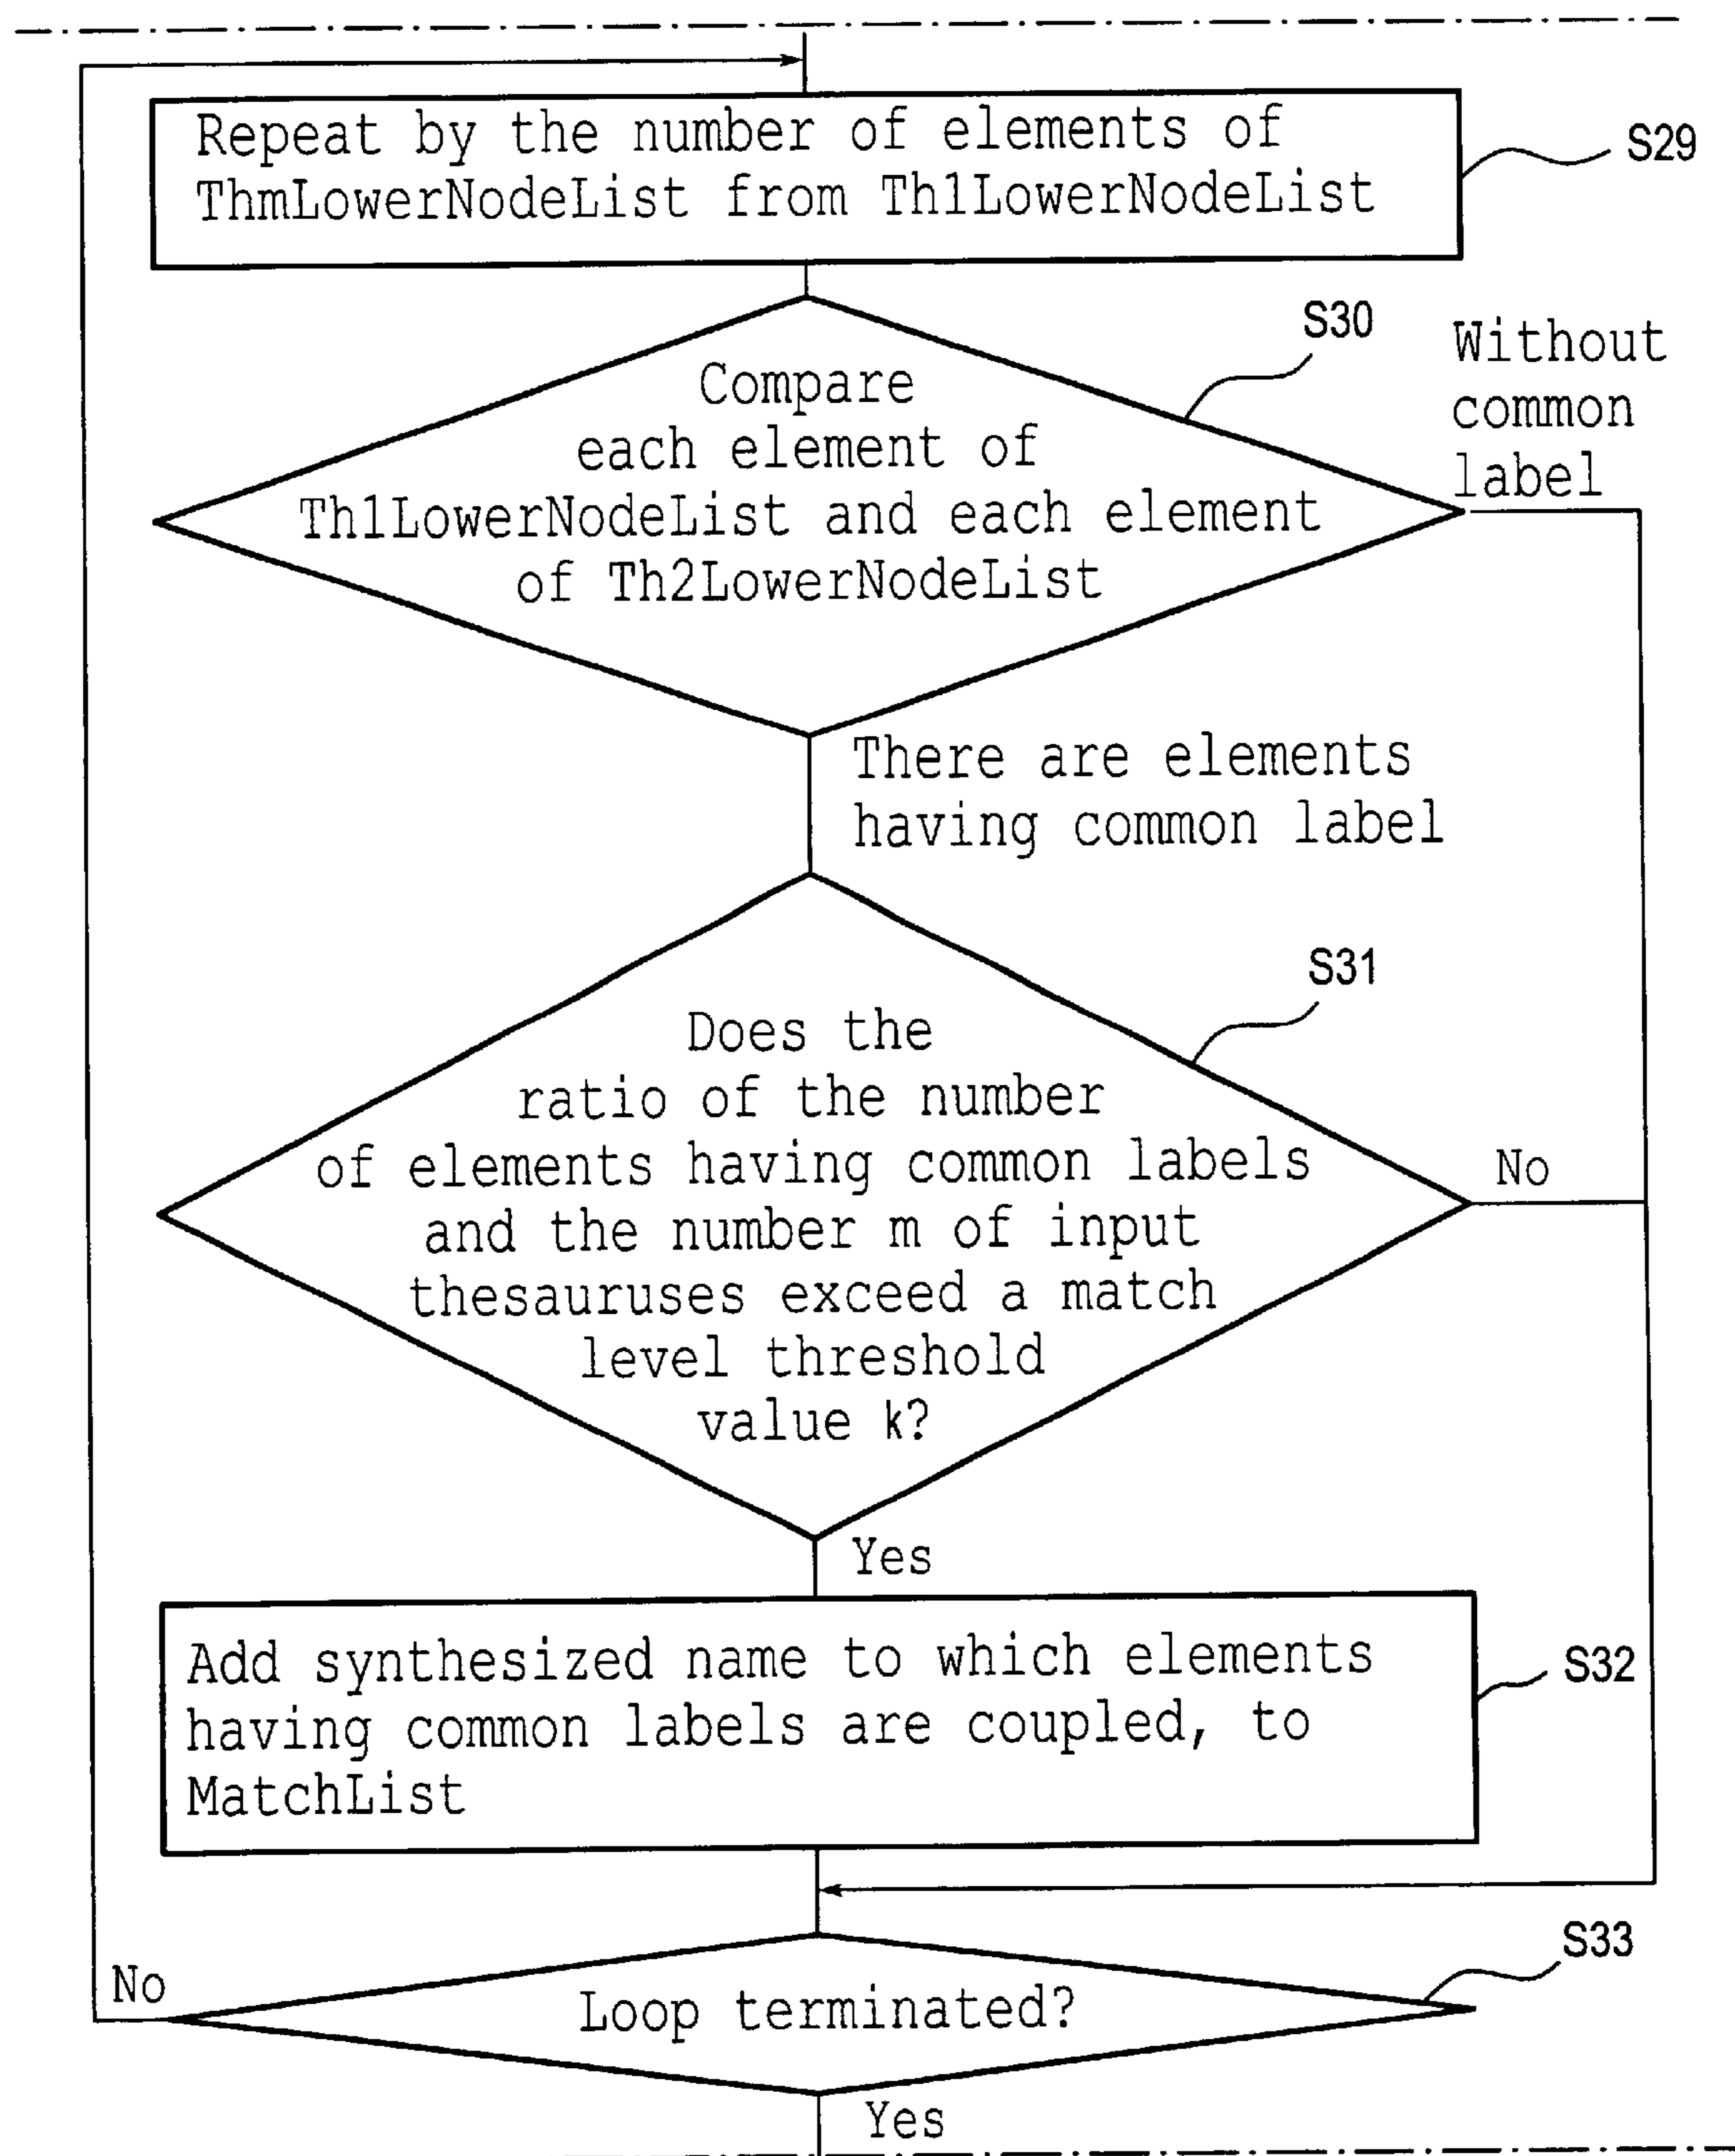 Repeat by the number of elements of
ThmLowerNodeList from Th1LowerNodeList
S29
S30
Without
common
label
Compare
each element of
Th1LowerNodeList and each element
of Th2LowerNodeList
There are elements
having common label
S31
Does the
ratio of the number
of elements having common labels
and the number m of input
thesauruses exceed a match
level threshold
value k?
No
Yes
Add synthesized name to which elements
having common labels are coupled, to
MatchList
S32
S33
No
Loop terminated?
Yes